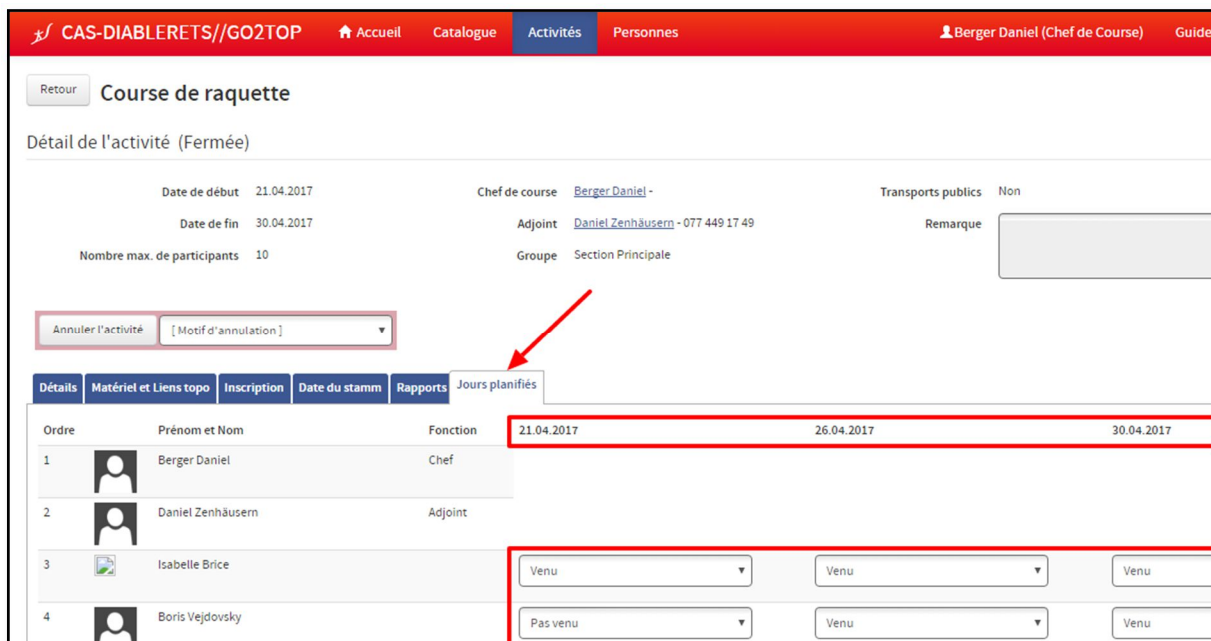 CAS-DIABLERETS//GO2TOP Accueil Catalogue Activités Personnes Berger Daniel (Chef de Course) Guide
Retour Course de raquette
Détail de l'activité (Fermée)
Date de début 21.04.2017 Chef de course Berger Daniel - Transports publics Non
Date de fin 30.04.2017 Adjoint Daniel Zenhäusern - 077 449 17 49 Remarque
Nombre max. de participants 10 Groupe Section Principale
Annuler l'activité [ Motif d'annulation ]
Détails Matériel et Liens topo Inscription Date du stamm Rapports Jours planifiés
Ordre Prénom et Nom Fonction 21.04.2017 26.04.2017 30.04.2017
1 Berger Daniel Chef
2 Daniel Zenhäusern Adjoint
3 Isabelle Brice Venu Venu Venu
4 Boris Vejdovsky Pas venu Venu Venu